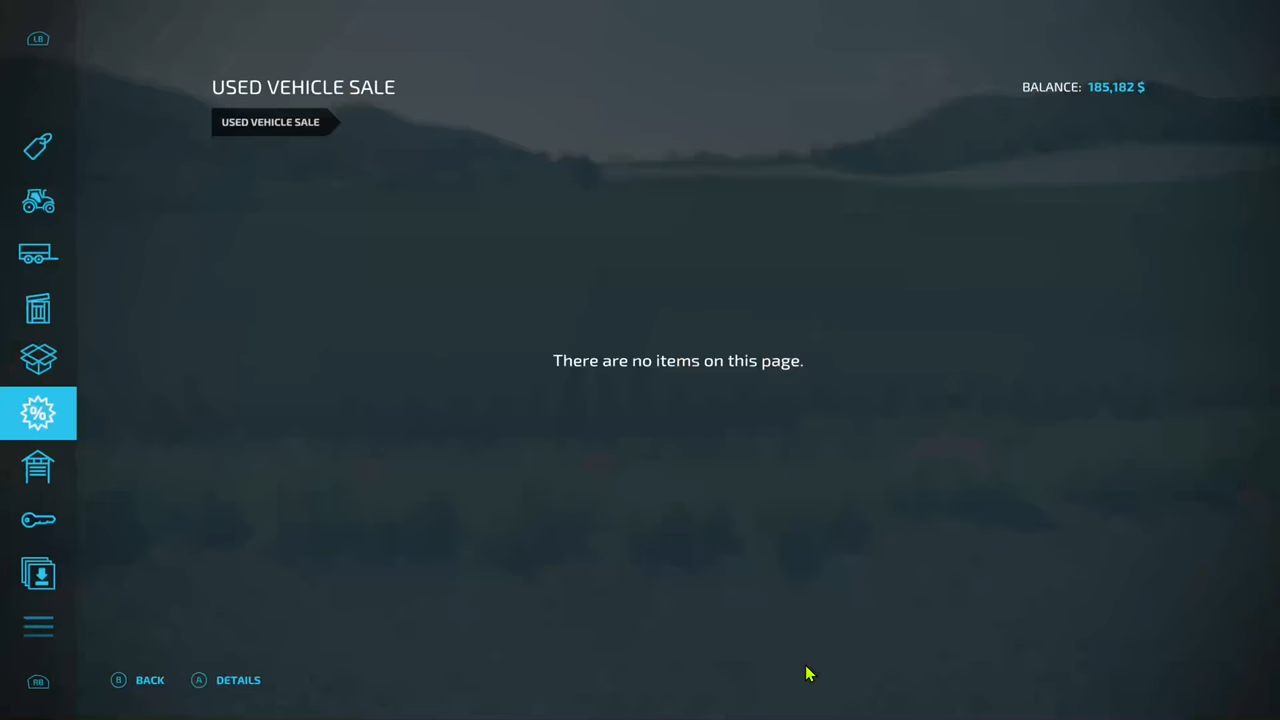 LB
USED VEHICLE SALE
BALANCE: 185,182 $
USED VEHICLE SALE
%
There are no items on this page.
B BACK A DETAILS
RB